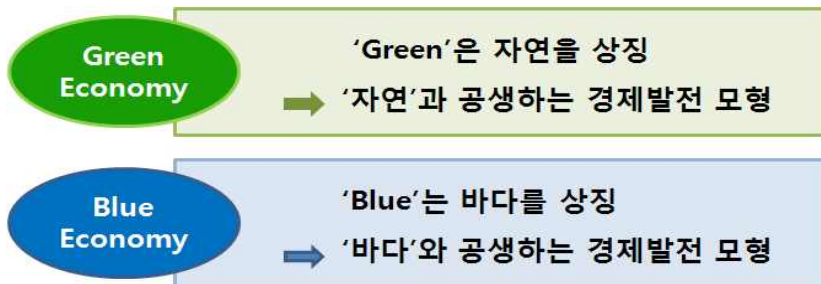 Green
Economy
‘Green’은 자연을 상징
‘자연’과 공생하는 경제발전 모형
Blue
Economy
‘Blue’는 바다를 상징
‘바다’와 공생하는 경제발전 모형